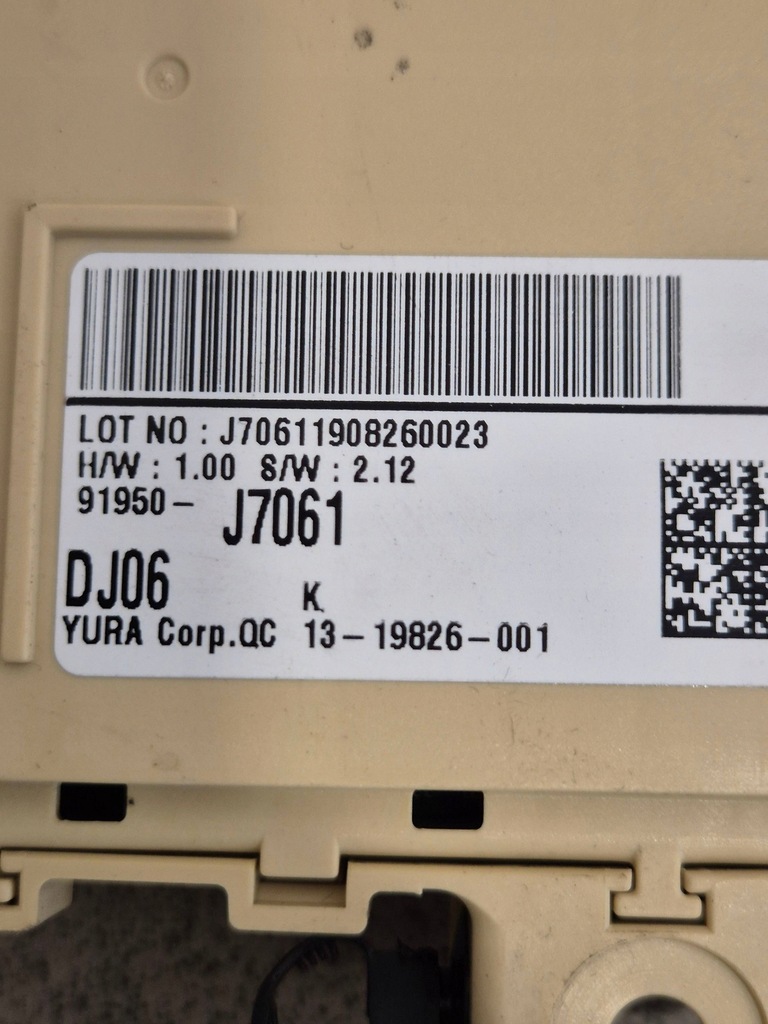 LOT NO : J70611908260023
H/W : 1.00 S/W : 2.12
91950- J7061
DJ06 K
YURA Corp.QC 13-19826-001